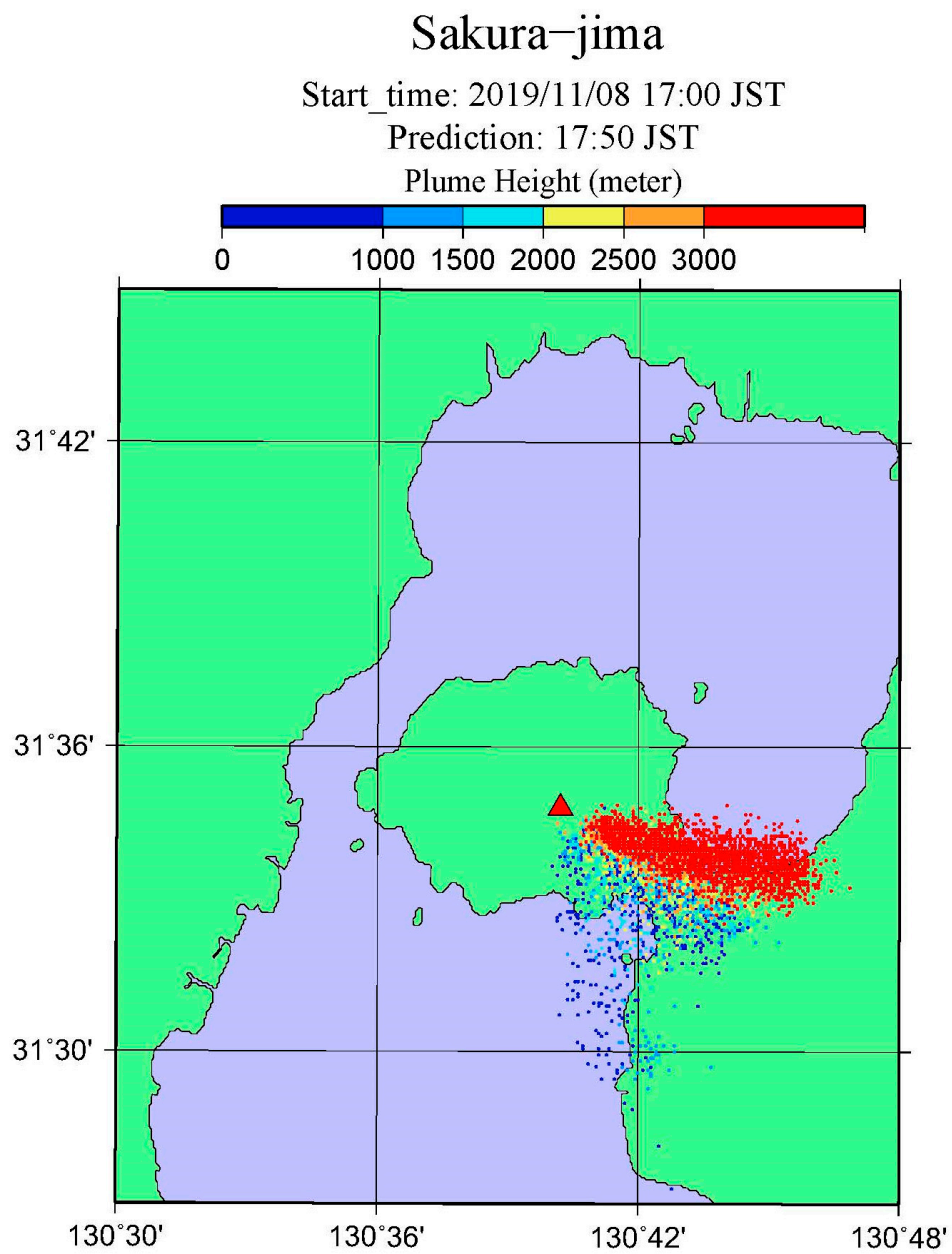 Sakura-jima
Start_time: 2019/11/08 17:00 JST
Prediction: 17:50 JST
Plume Height (meter)
0 1000 1500 2000 2500 3000
31°42'
31°36'
31°30'
130°30' 130°36' 130°42' 130°48'